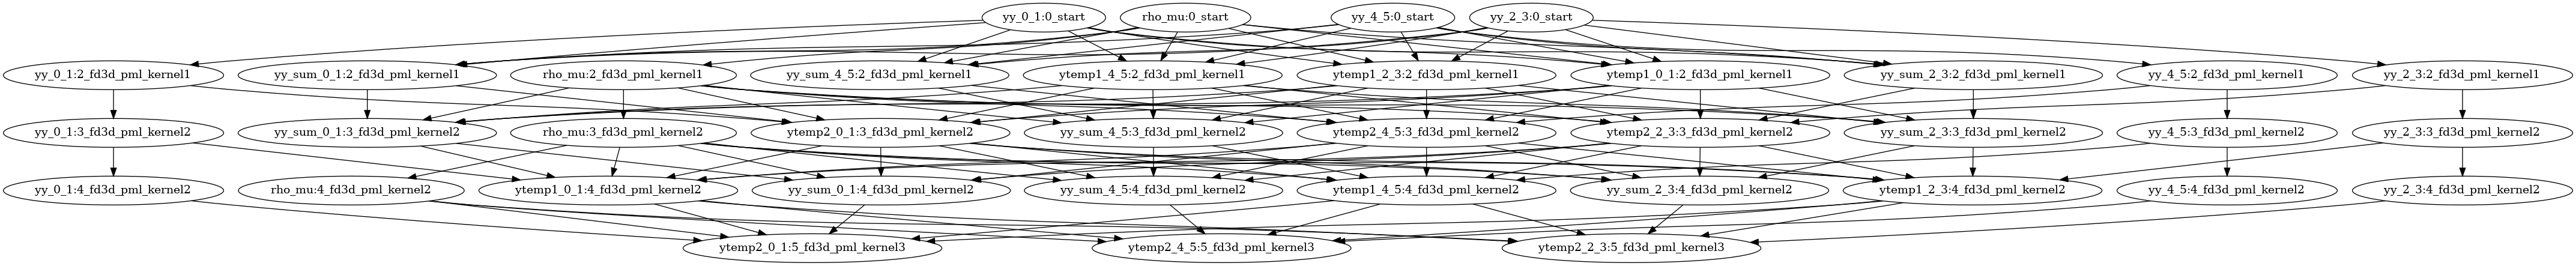 yy_0_1:0_start
rho_mu:0_start
yy_4_5:0_start
yy_2_3:0_start
yy_0_1:2_fd3d_pml_kernel1
yy_sum_0_1:2_fd3d_pml_kernel1
rho_mu:2_fd3d_pml_kernel1
yy_sum_4_5:2_fd3d_pml_kernel1
ytemp1_4_5:2_fd3d_pml_kernel1
ytemp1_2_3:2_fd3d_pml_kernel1
ytemp1_0_1:2_fd3d_pml_kernel1
yy_sum_2_3:2_fd3d_pml_kernel1
yy_4_5:2_fd3d_pml_kernel1
yy_2_3:2_fd3d_pml_kernel1
yy_0_1:3_fd3d_pml_kernel2
yy_sum_0_1:3_fd3d_pml_kernel2
rho_mu:3_fd3d_pml_kernel2
ytemp2_0_1:3_fd3d_pml_kernel2
yy_sum_4_5:3_fd3d_pml_kernel2
ytemp2_4_5:3_fd3d_pml_kernel2
ytemp2_2_3:3_fd3d_pml_kernel2
yy_sum_2_3:3_fd3d_pml_kernel2
yy_4_5:3_fd3d_pml_kernel2
yy_2_3:3_fd3d_pml_kernel2
yy_0_1:4_fd3d_pml_kernel2
rho_mu:4_fd3d_pml_kernel2
ytemp1_0_1:4_fd3d_pml_kernel2
yy_sum_0_1:4_fd3d_pml_kernel2
yy_sum_4_5:4_fd3d_pml_kernel2
ytemp1_4_5:4_fd3d_pml_kernel2
yy_sum_2_3:4_fd3d_pml_kernel2
ytemp1_2_3:4_fd3d_pml_kernel2
yy_4_5:4_fd3d_pml_kernel2
yy_2_3:4_fd3d_pml_kernel2
ytemp2_0_1:5_fd3d_pml_kernel3
ytemp2_4_5:5_fd3d_pml_kernel3
ytemp2_2_3:5_fd3d_pml_kernel3